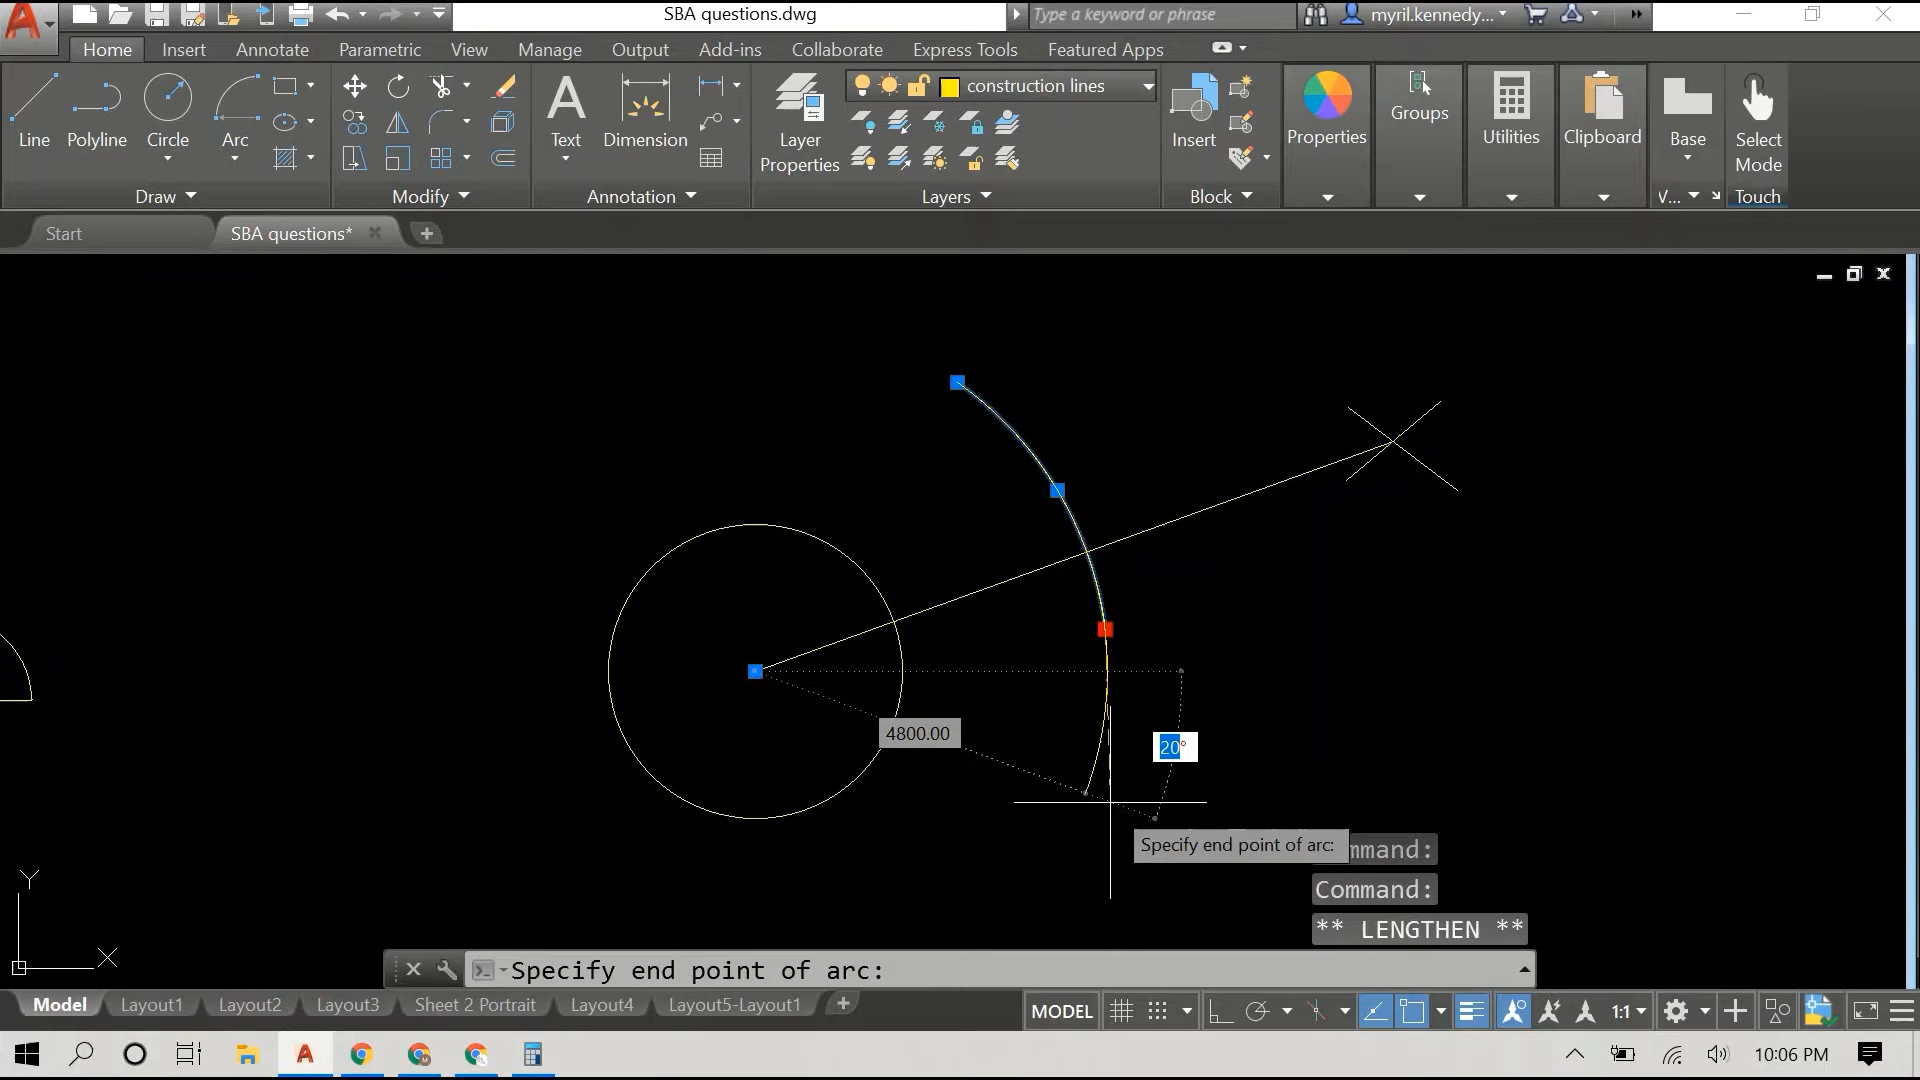 SBA questions.dwg
Type a keyword or phrase
myril.kennedy...
Home Insert Annotate Parametric View Manage Output Add-ins Collaborate Express Tools Featured Apps
construction lines
Line Polyline Circle Arc
Text Dimension
Layer Properties
Insert
Properties
Groups
Utilities
Clipboard
Base
Select Mode
Draw Modify Annotation Layers Block V... Touch
Start SBA questions*
4800.00
20°
Specify end point of arc:
mmand:
Command:
** LENGTHEN **
Y
X
Specify end point of arc:
Model Layout1 Layout2 Layout3 Sheet 2 Portrait Layout4 Layout5-Layout1
MODEL
1:1
10:06 PM